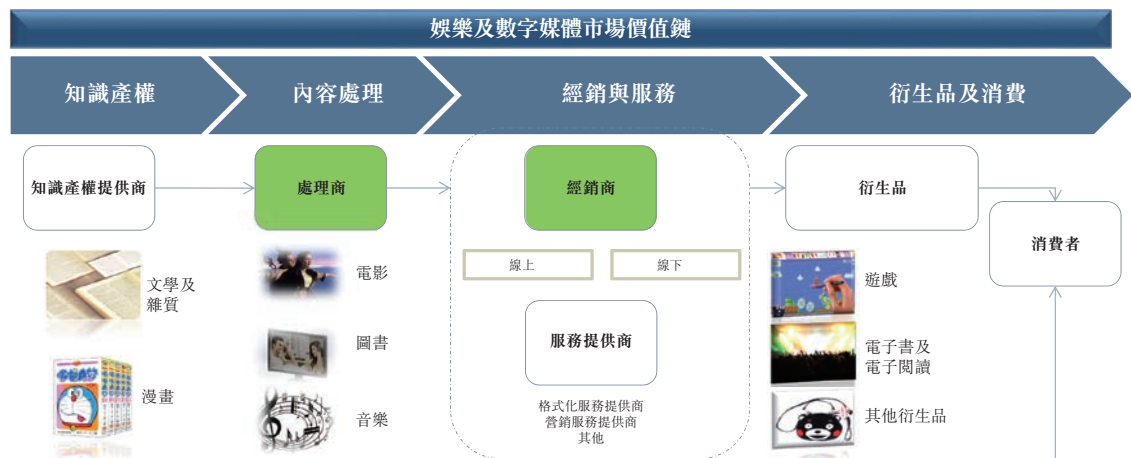 娛樂及數字媒體市場價值鏈
知識產權
內容處理
經銷與服務
衍生品及消費
知識產權提供商
處理商
經銷商
衍生品
消費者
文學及
雜質
漫畫
電影
圖書
音樂
線上
線下
服務提供商
格式化服務提供商
營銷服務提供商
其他
遊戲
電子書及
電子閱讀
其他衍生品